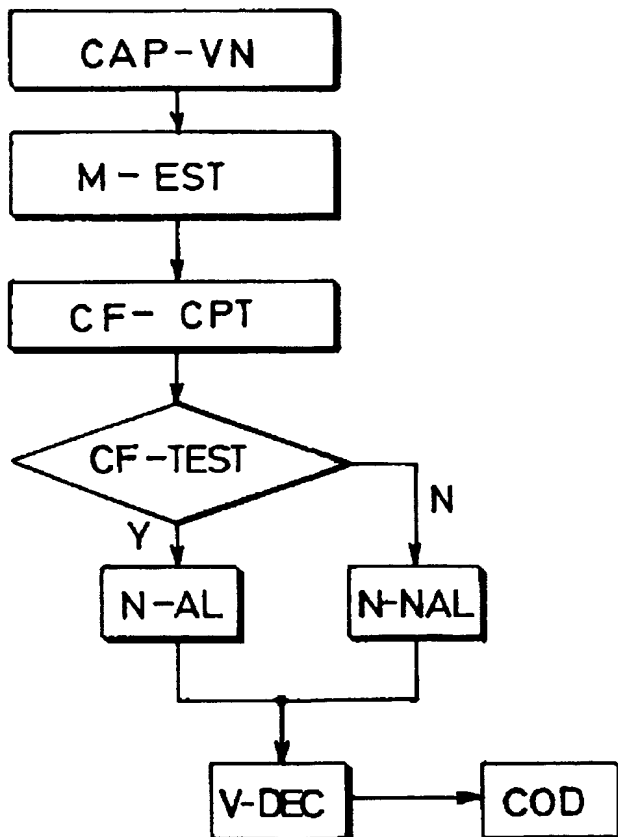 CAP-VN
M-EST
CF-CPT
CF-TEST
Y
N
N-AL
N-NAL
V-DEC
COD